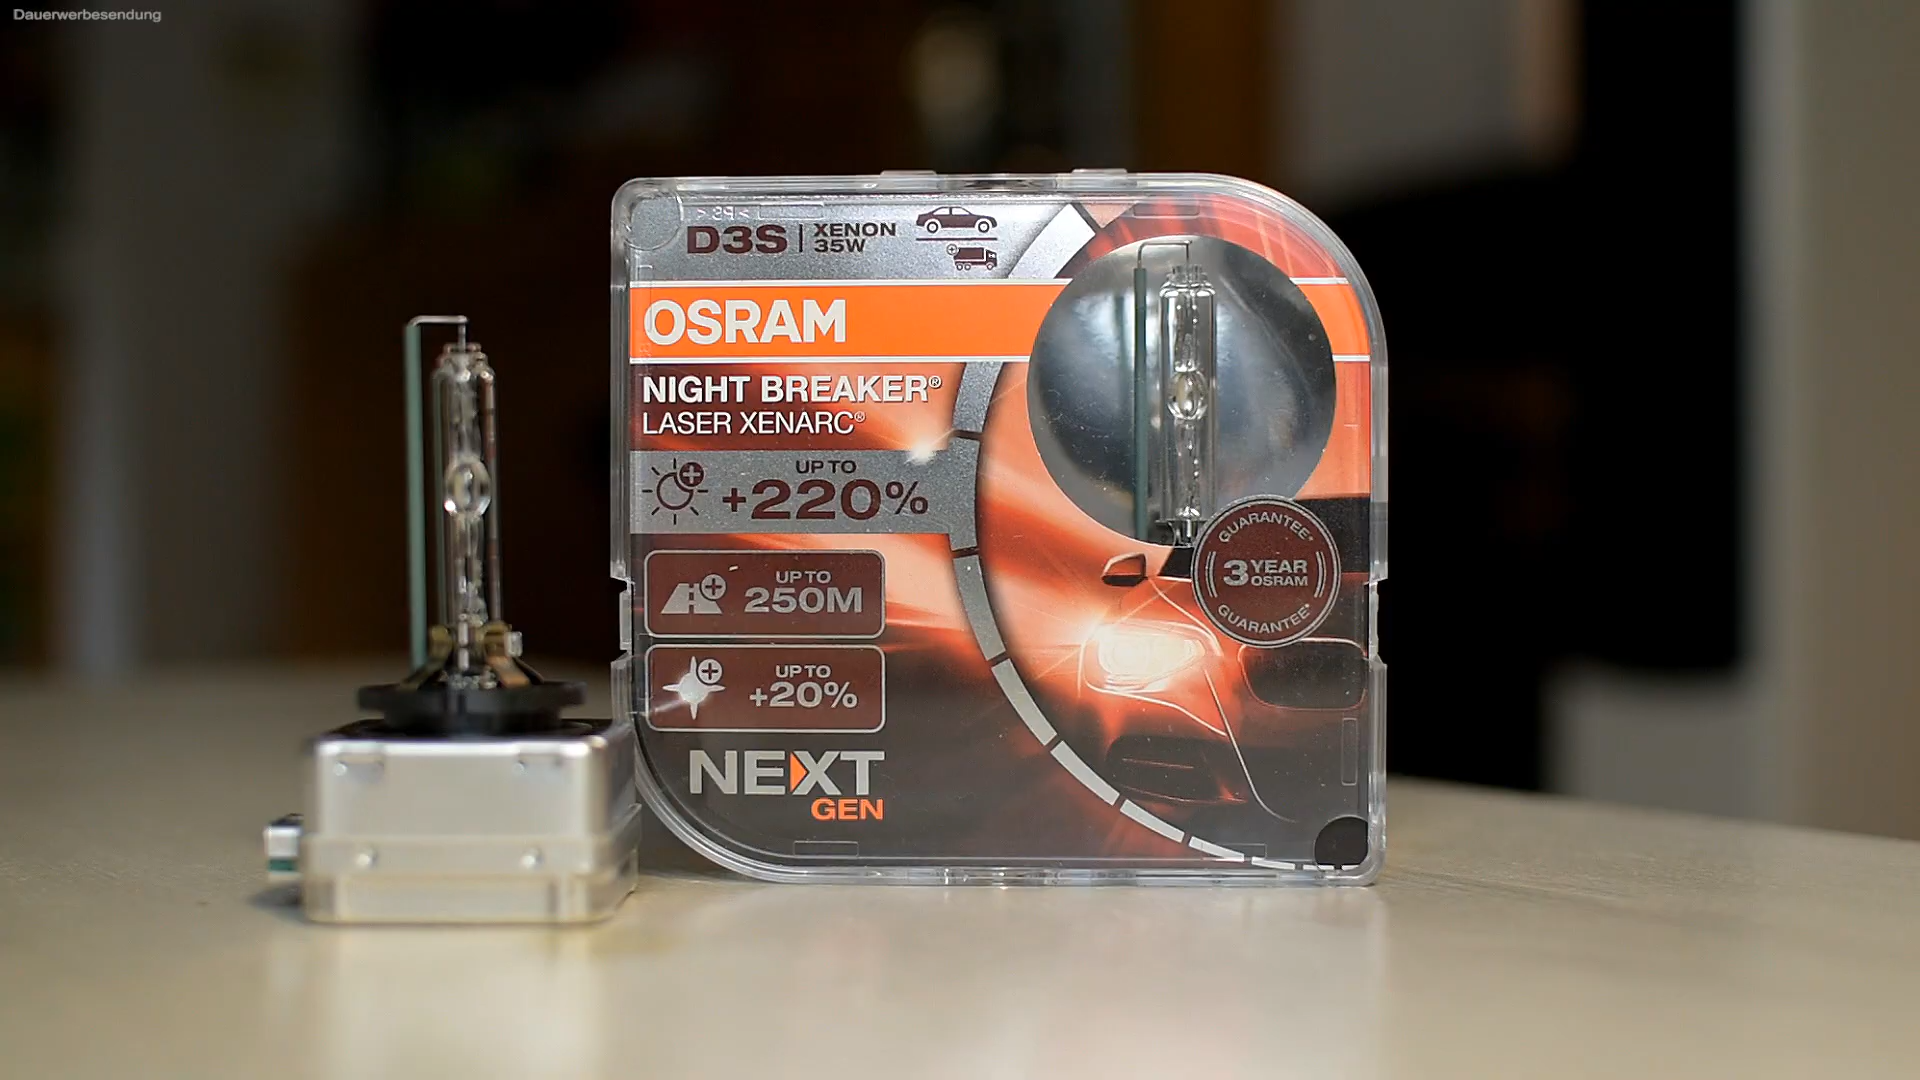 Dauerwerbesendung
>PS<
D3S | XENON 35W
OSRAM
NIGHT BREAKER®
LASER XENARC®
UP TO
+220%
UP TO
250M
UP TO
+20%
NEXT
GEN
GUARANTEE*
3 YEAR OSRAM
GUARANTEE*